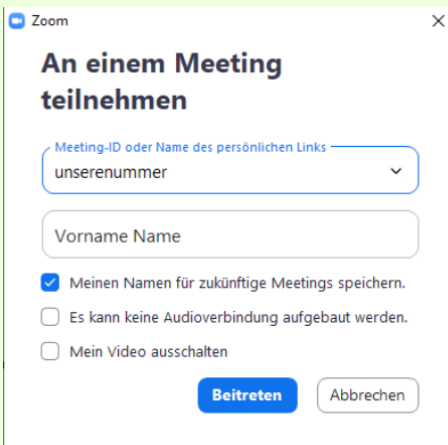 Zoom
An einem Meeting
teilnehmen
Meeting-ID oder Name des persönlichen Links
unserenummer
Vorname Name
Meinen Namen für zukünftige Meetings speichern.
Es kann keine Audioverbindung aufgebaut werden.
Mein Video ausschalten
Beitreten Abbrechen